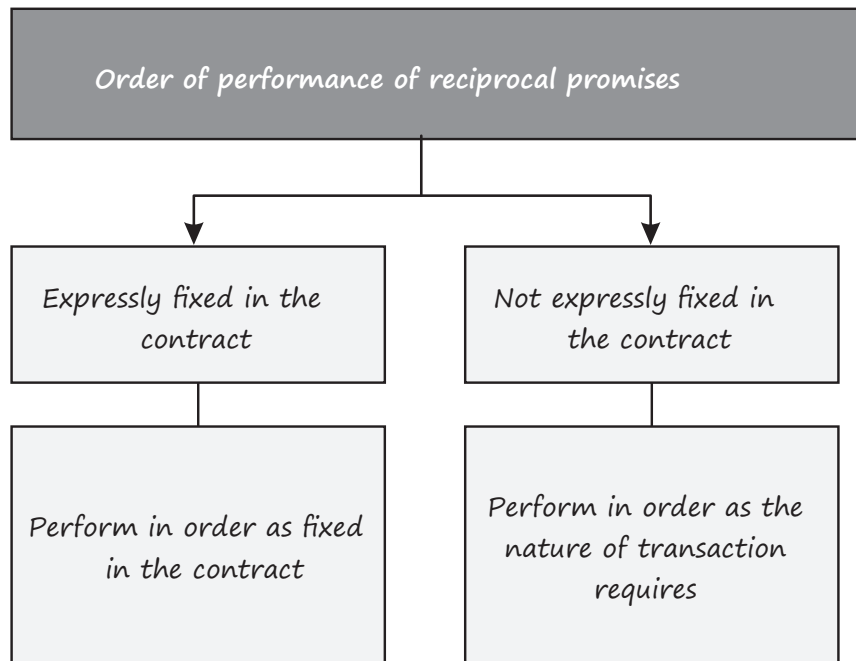 Order of performance of reciprocal promises
Expressly fixed in the
contract
Not expressly fixed in
the contract
Perform in order as fixed
in the contract
Perform in order as the
nature of transaction
requires